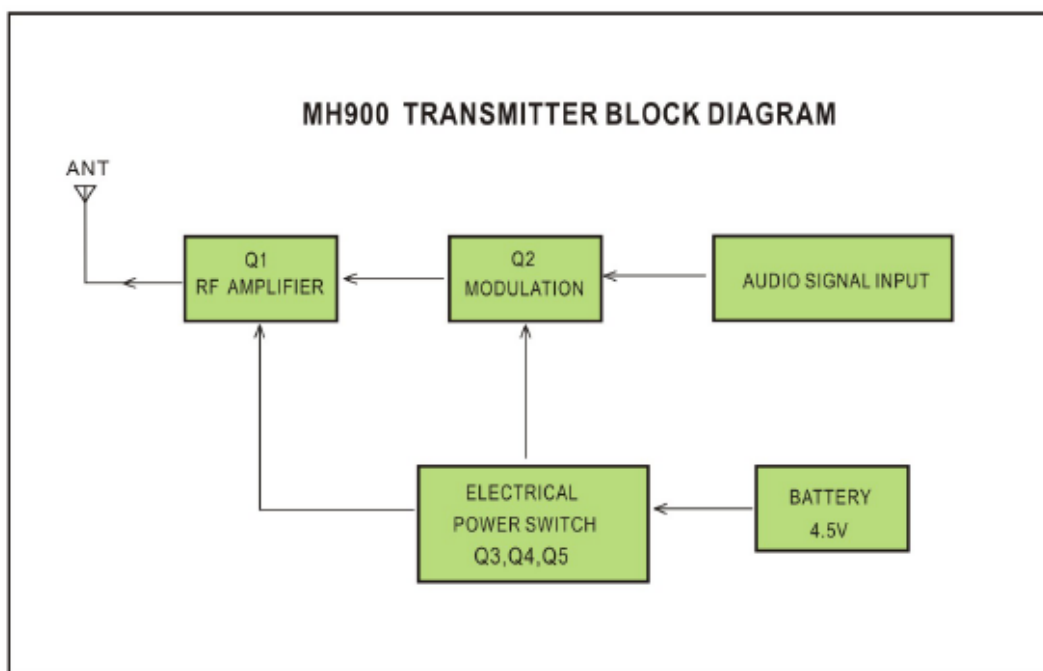 MH900 TRANSMITTER BLOCK DIAGRAM
ANT
Q1
RF AMPLIFIER
Q2
MODULATION
AUDIO SIGNAL INPUT
ELECTRICAL
POWER SWITCH
Q3,Q4,Q5
BATTERY
4.5V